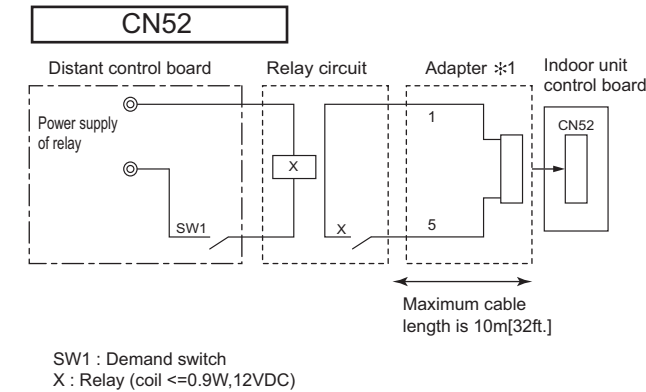 CN52
Distant control board
Relay circuit
Adapter ✻1
Indoor unit
control board
Power supply
of relay
1
CN52
X
SW1
X
5
Maximum cable
length is 10m[32ft.]
SW1 : Demand switch
X : Relay (coil <=0.9W,12VDC)